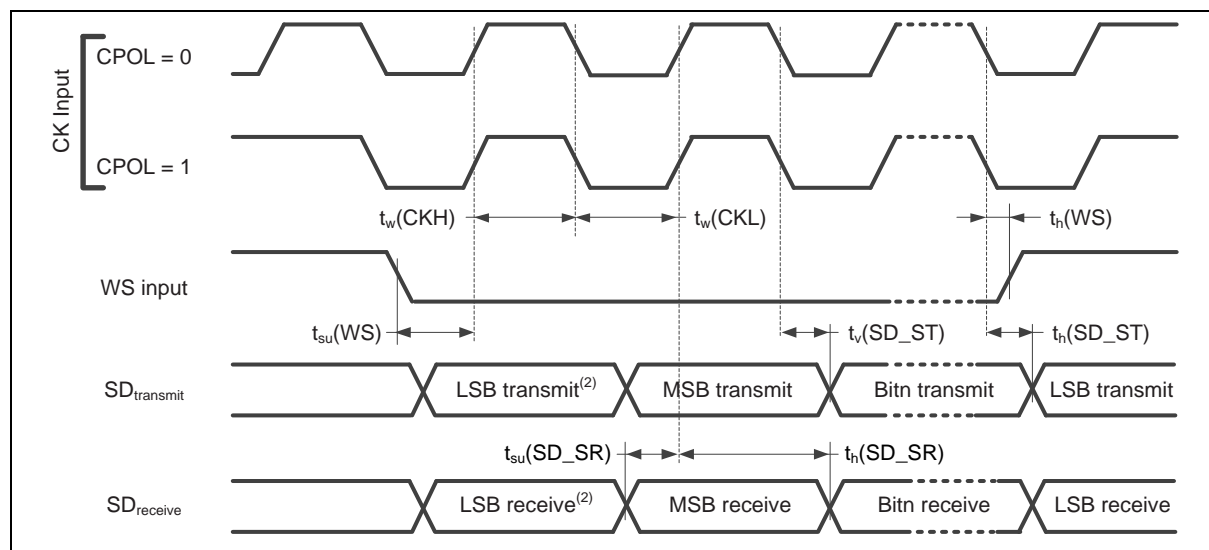 CK Input
CPOL = 0
CPOL = 1
tw(CKH)
tw(CKL)
th(WS)
WS input
tsu(WS)
tv(SD_ST)
th(SD_ST)
SDtransmit
LSB transmit(2)
MSB transmit
Bitn transmit
LSB transmit
tsu(SD_SR)
th(SD_SR)
SDreceive
LSB receive(2)
MSB receive
Bitn receive
LSB receive